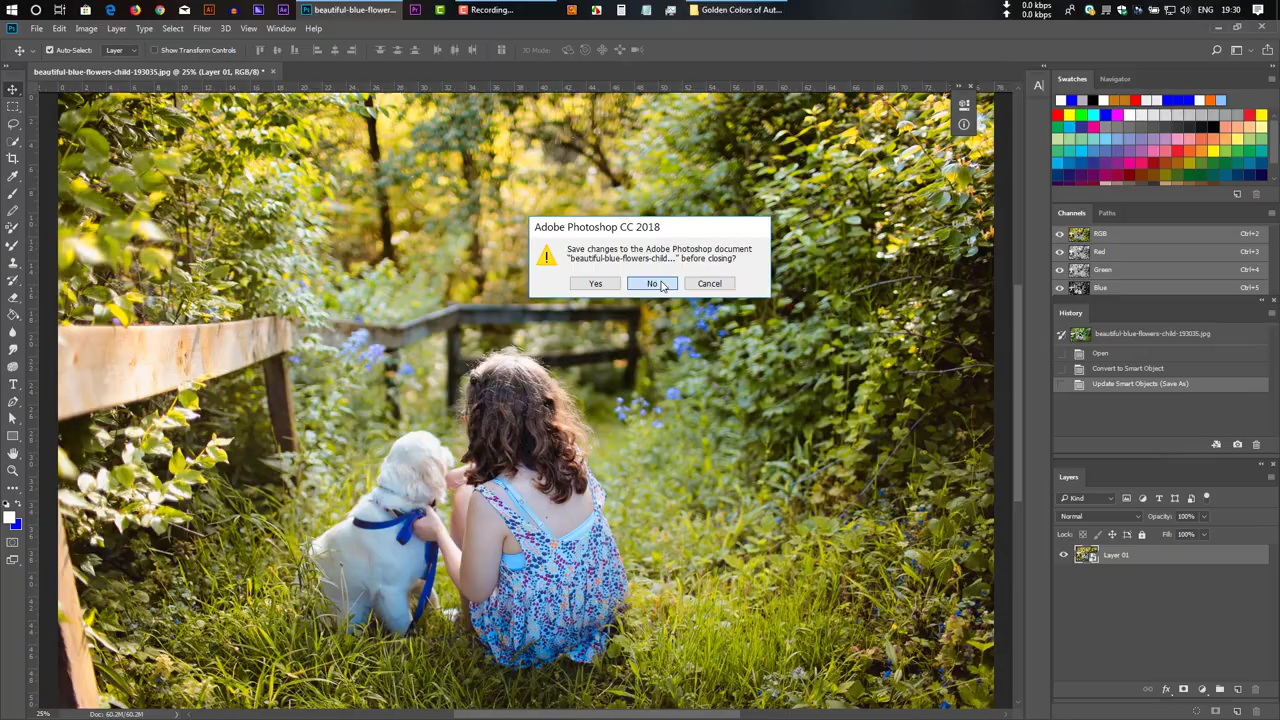 beautiful-blue-flower...
Recording...
Golden Colors of Aut...
0.0 kbps
0.0 kbps
19:30
File Edit Image Layer Type Select Filter 3D View Window Help
Auto-Select: Layer Show Transform Controls 3D Mode:
beautiful-blue-flowers-child-193035.jpg @ 25% (Layer 01, RGB/8) *
Swatches Navigator
Adobe Photoshop CC 2018
Save changes to the Adobe Photoshop document
"beautiful-blue-flowers-child..." before closing?
Yes No Cancel
Channels Paths
RGB Ctrl+2
Red Ctrl+3
Green Ctrl+4
Blue Ctrl+5
History
beautiful-blue-flowers-child-193035.jpg
Open
Convert to Smart Object
Update Smart Objects (Save As)
Layers
Kind
Normal Opacity: 100%
Lock: Fill: 100%
Layer 01
25% Doc: 60.2M/60.2M